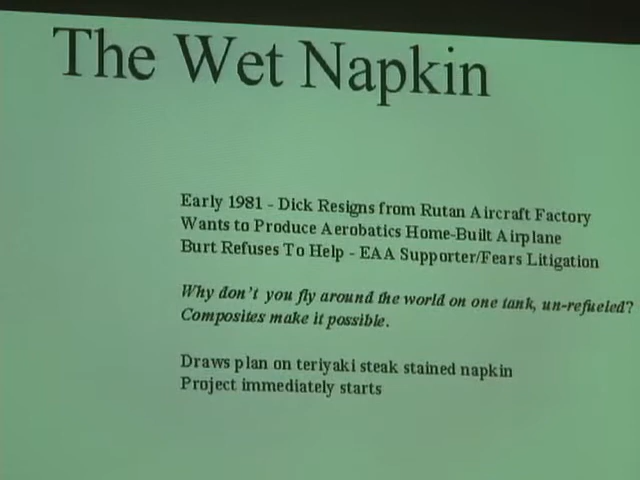 The Wet Napkin
Early 1981 - Dick Resigns from Rutan Aircraft Factory
Wants to Produce Aerobatics Home-Built Airplane
Burt Refuses To Help - EAA Supporter/Fears Litigation
Why don't you fly around the world on one tank, un-refueled?
Composites make it possible.
Draws plan on teriyaki steak stained napkin
Project immediately starts